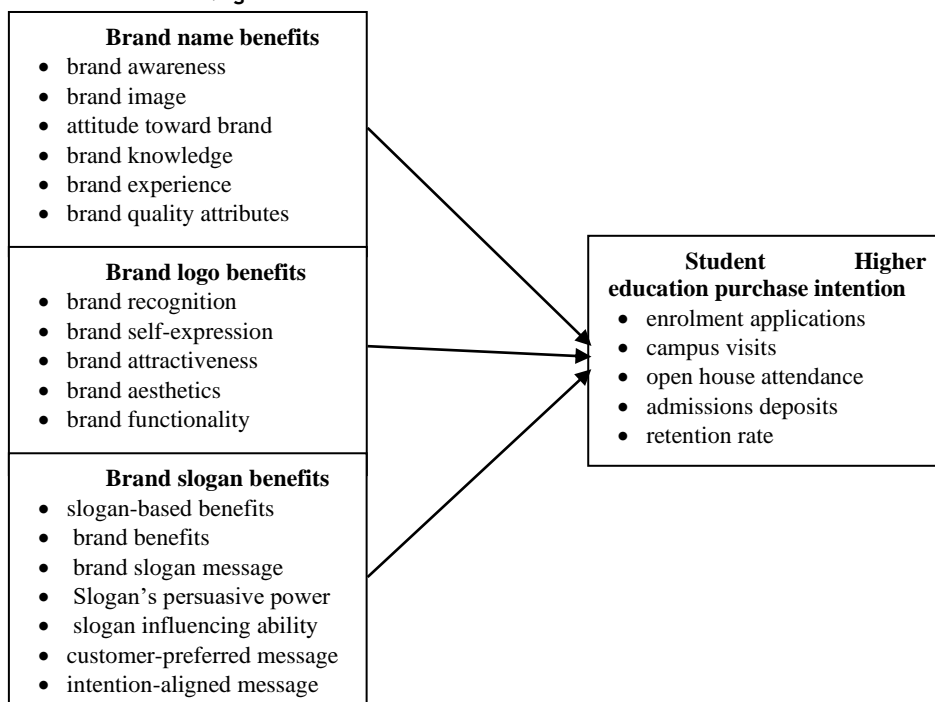 Brand name benefits
• brand awareness
• brand image
• attitude toward brand
• brand knowledge
• brand experience
• brand quality attributes
Brand logo benefits
• brand recognition
• brand self-expression
• brand attractiveness
• brand aesthetics
• brand functionality
Brand slogan benefits
• slogan-based benefits
• brand benefits
• brand slogan message
• Slogan's persuasive power
• slogan influencing ability
• customer-preferred message
• intention-aligned message
Student Higher
education purchase intention
• enrolment applications
• campus visits
• open house attendance
• admissions deposits
• retention rate